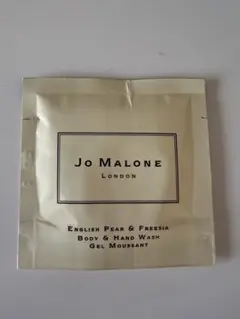 Jo Malone
London
English Pear & Freesia
Body & Hand Wash
Gel Moussant